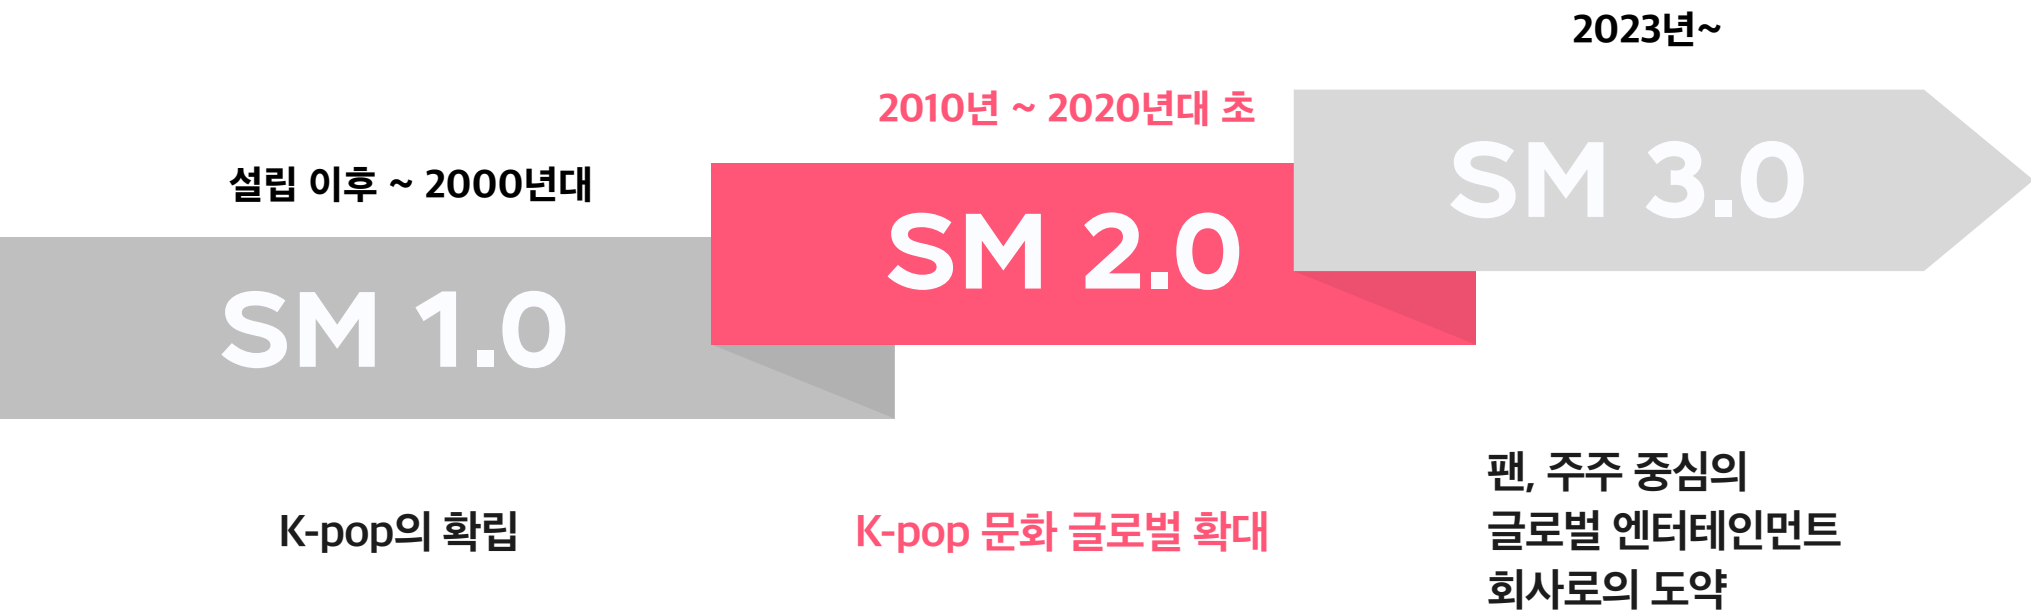 설립 이후 ~ 2000년대
SM 1.0
K-pop의 확립
2010년 ~ 2020년대 초
SM 2.0
K-pop 문화 글로벌 확대
2023년~
SM 3.0
팬, 주주 중심의
글로벌 엔터테인먼트
회사로의 도약